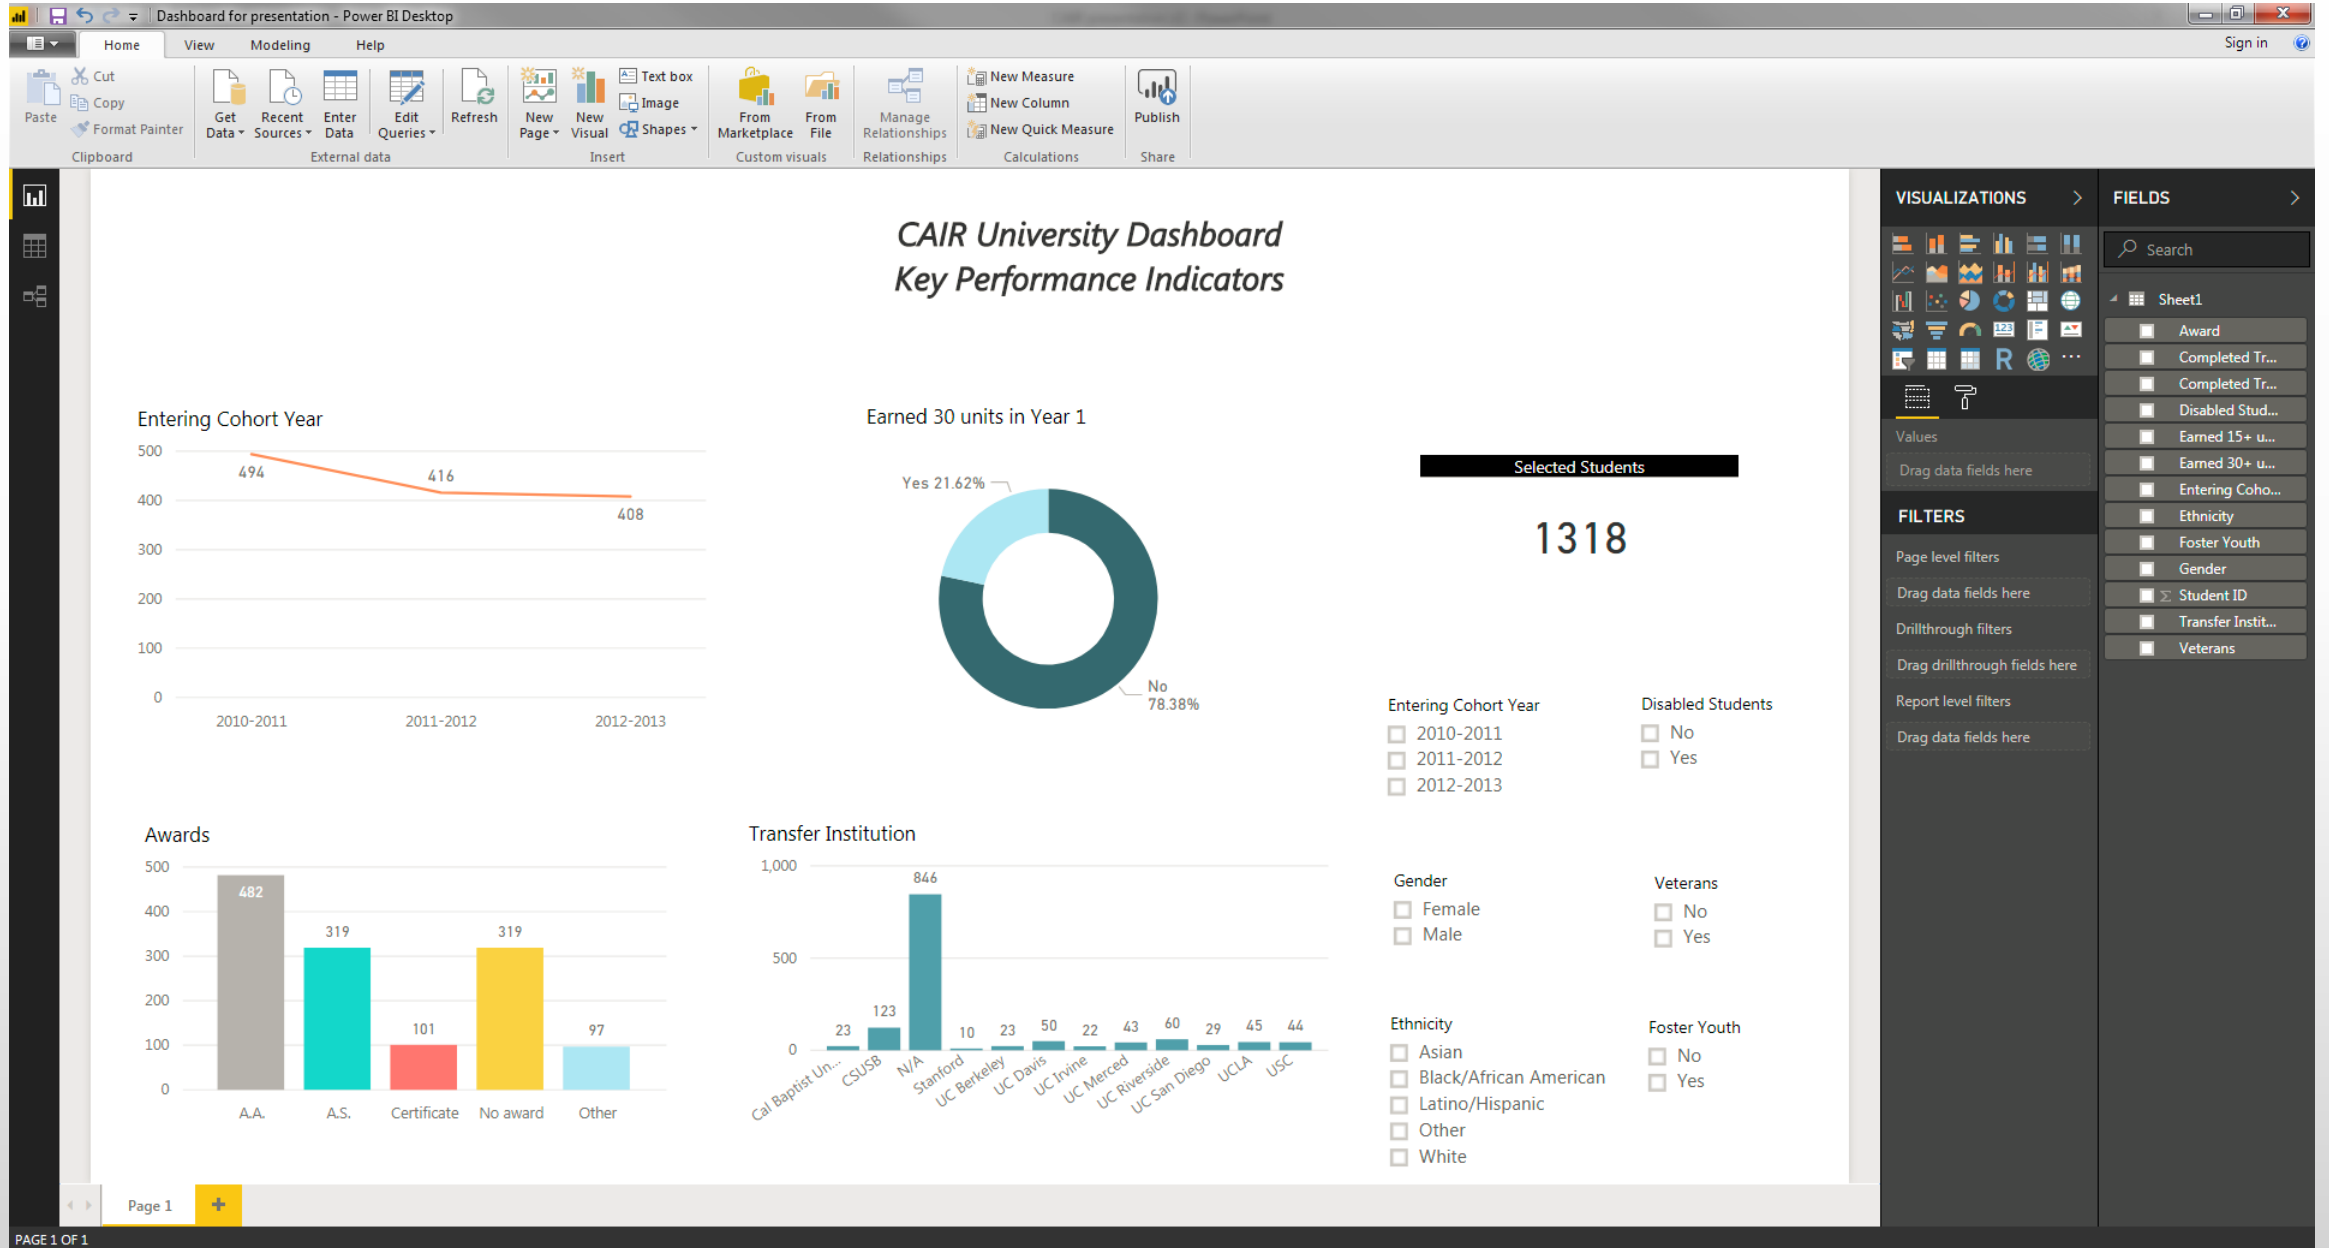 Dashboard for presentation - Power BI Desktop
Home View Modeling Help
Sign in
Paste
Cut
Copy
Format Painter
Clipboard
Get Data
Recent Sources
Enter Data
Edit Queries
Refresh
External data
New Page
New Visual
Text box
Image
Shapes
Insert
From Marketplace
From File
Custom visuals
Manage Relationships
Relationships
New Measure
New Column
New Quick Measure
Calculations
Publish
Share
CAIR University Dashboard
Key Performance Indicators
Entering Cohort Year
500
400
300
200
100
0
494
416
408
2010-2011 2011-2012 2012-2013
Earned 30 units in Year 1
Yes 21.62%
No
78.38%
Selected Students
1318
Awards
500
400
300
200
100
0
482
319
101
319
97
A.A. A.S. Certificate No award Other
Transfer Institution
1,000
500
0
23
123
846
10
23
50
22
43
60
29
45
44
Cal Baptist Un...
CSUSB
N/A
Stanford
UC Berkeley
UC Davis
UC Irvine
UC Merced
UC Riverside
UC San Diego
UCLA
USC
Entering Cohort Year
2010-2011
2011-2012
2012-2013
Disabled Students
No
Yes
Gender
Female
Male
Veterans
No
Yes
Ethnicity
Asian
Black/African American
Latino/Hispanic
Other
White
Foster Youth
No
Yes
VISUALIZATIONS
123
R
Values
Drag data fields here
FILTERS
Page level filters
Drag data fields here
Drillthrough filters
Drag drillthrough fields here
Report level filters
Drag data fields here
FIELDS
Search
Sheet1
Award
Completed Tr...
Completed Tr...
Disabled Stud...
Earned 15+ u...
Earned 30+ u...
Entering Coho...
Ethnicity
Foster Youth
Gender
Σ Student ID
Transfer Instit...
Veterans
Page 1
PAGE 1 OF 1